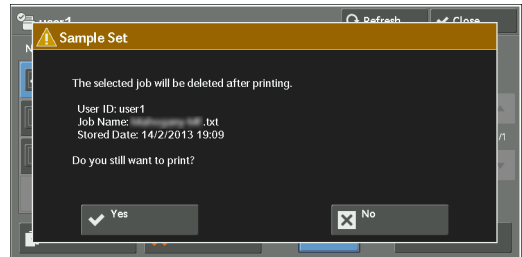 user1
Refresh
Close
Sample Set
The selected job will be deleted after printing.
User ID: user1
Job Name: .txt
Stored Date: 14/2/2013 19:09
Do you still want to print?
Yes
No